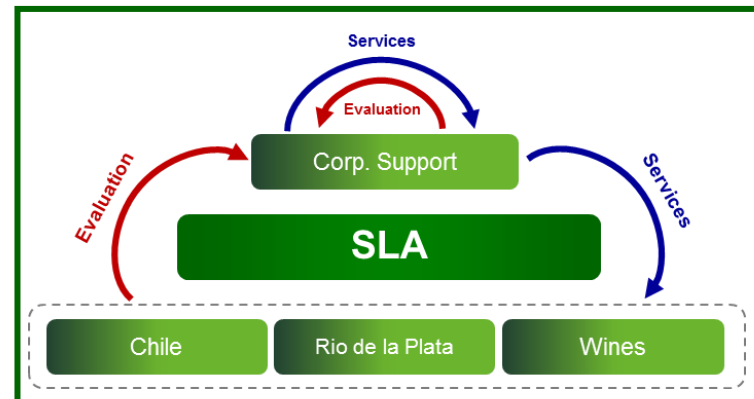 Services
Evaluation
Corp. Support
Evaluation
Services
SLA
Chile
Rio de la Plata
Wines